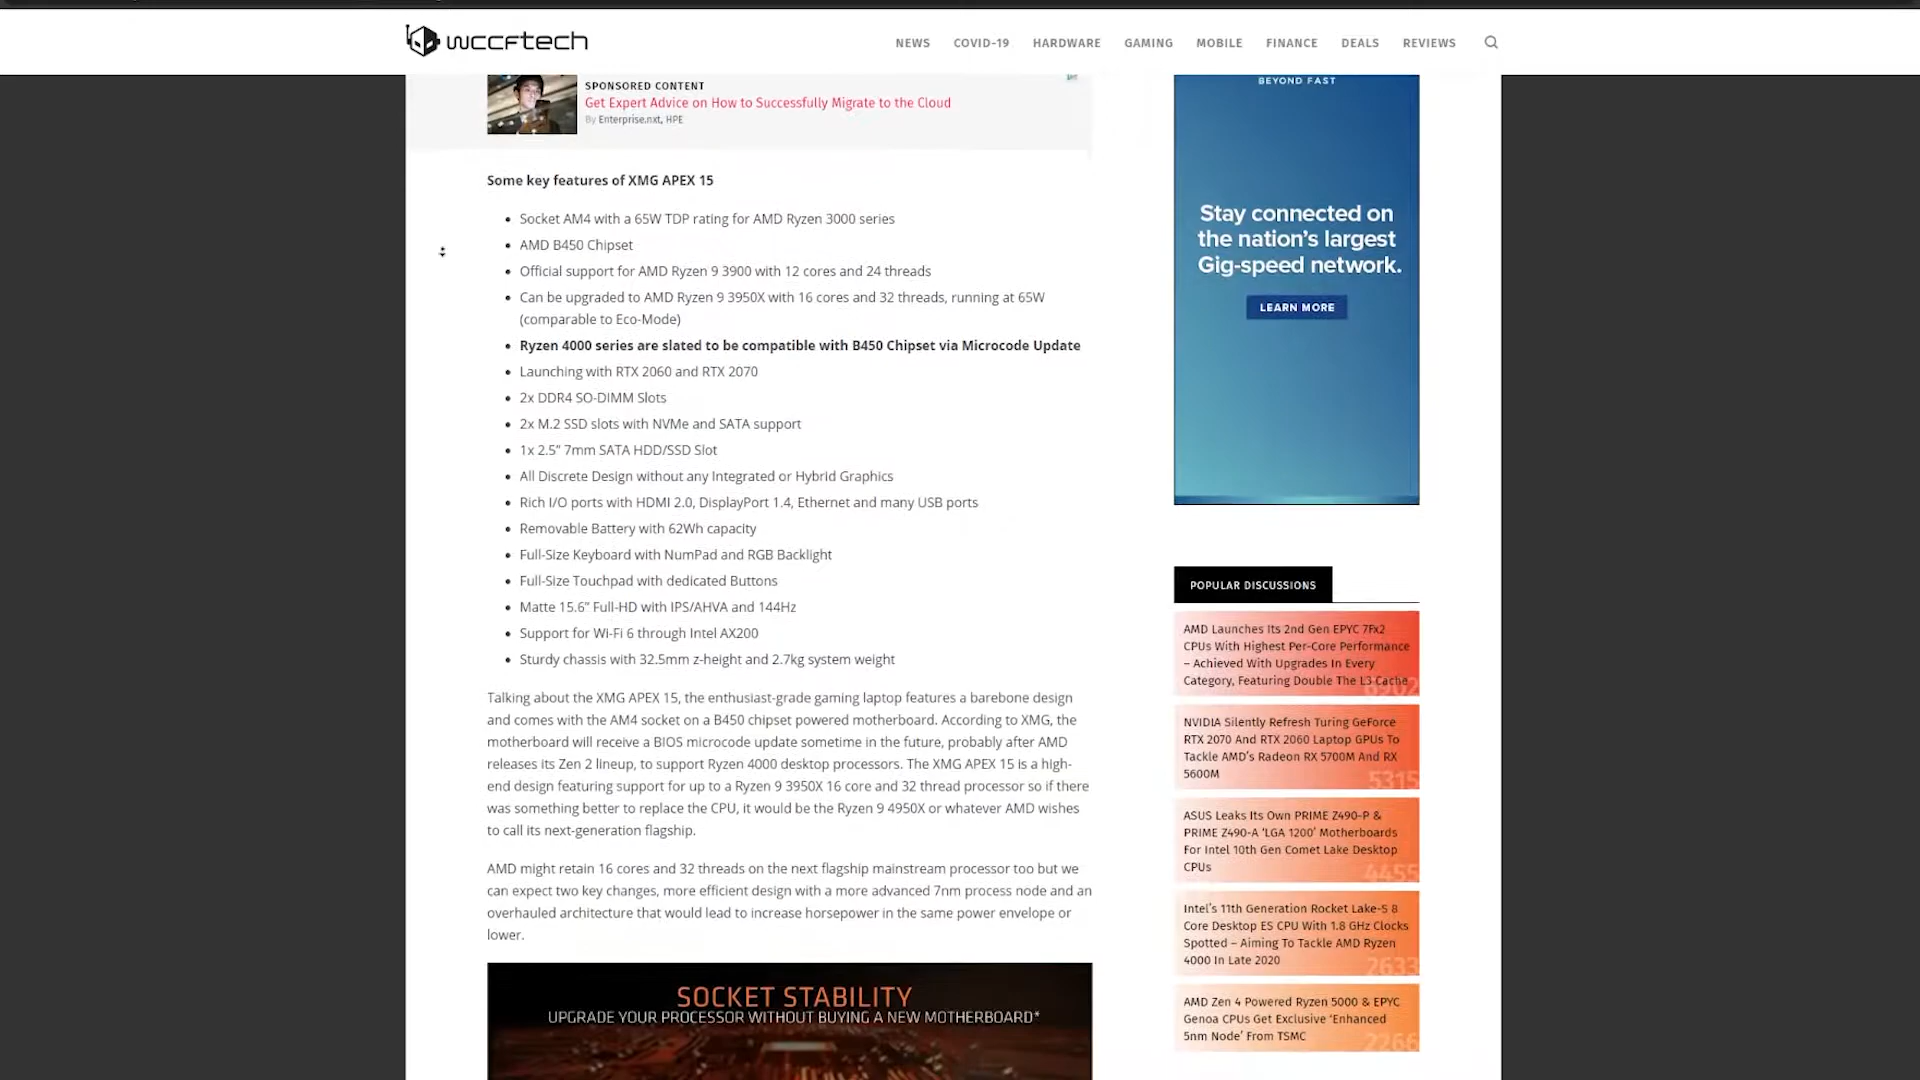 wccftech
NEWS COVID-19 HARDWARE GAMING MOBILE FINANCE DEALS REVIEWS
SPONSORED CONTENT
Get Expert Advice on How to Successfully Migrate to the Cloud
By Enterprise.nxt, HPE
Some key features of XMG APEX 15
Socket AM4 with a 65W TDP rating for AMD Ryzen 3000 series
AMD B450 Chipset
Official support for AMD Ryzen 9 3900 with 12 cores and 24 threads
Can be upgraded to AMD Ryzen 9 3950X with 16 cores and 32 threads, running at 65W
(comparable to Eco-Mode)
Ryzen 4000 series are slated to be compatible with B450 Chipset via Microcode Update
Launching with RTX 2060 and RTX 2070
2x DDR4 SO-DIMM Slots
2x M.2 SSD slots with NVMe and SATA support
1x 2.5" 7mm SATA HDD/SSD Slot
All Discrete Design without any Integrated or Hybrid Graphics
Rich I/O ports with HDMI 2.0, DisplayPort 1.4, Ethernet and many USB ports
Removable Battery with 62Wh capacity
Full-Size Keyboard with NumPad and RGB Backlight
Full-Size Touchpad with dedicated Buttons
Matte 15.6" Full-HD with IPS/AHVA and 144Hz
Support for Wi-Fi 6 through Intel AX200
Sturdy chassis with 32.5mm z-height and 2.7kg system weight
Talking about the XMG APEX 15, the enthusiast-grade gaming laptop features a barebone design
and comes with the AM4 socket on a B450 chipset powered motherboard. According to XMG, the
motherboard will receive a BIOS microcode update sometime in the future, probably after AMD
releases its Zen 2 lineup, to support Ryzen 4000 desktop processors. The XMG APEX 15 is a high-
end design featuring support for up to a Ryzen 9 3950X 16 core and 32 thread processor so if there
was something better to replace the CPU, it would be the Ryzen 9 4950X or whatever AMD wishes
to call its next-generation flagship.
AMD might retain 16 cores and 32 threads on the next flagship mainstream processor too but we
can expect two key changes, more efficient design with a more advanced 7nm process node and an
overhauled architecture that would lead to increase horsepower in the same power envelope or
lower.
SOCKET STABILITY
UPGRADE YOUR PROCESSOR WITHOUT BUYING A NEW MOTHERBOARD*
BEYOND FAST
Stay connected on
the nation's largest
Gig-speed network.
LEARN MORE
POPULAR DISCUSSIONS
AMD Launches Its 2nd Gen EPYC 7Fx2
CPUs With Highest Per-Core Performance
– Achieved With Upgrades In Every
Category, Featuring Double The L3 Cache
6902
NVIDIA Silently Refresh Turing GeForce
RTX 2070 And RTX 2060 Laptop GPUs To
Tackle AMD's Radeon RX 5700M And RX
5600M
5315
ASUS Leaks Its Own PRIME Z490-P &
PRIME Z490-A 'LGA 1200' Motherboards
For Intel 10th Gen Comet Lake Desktop
CPUs
4455
Intel's 11th Generation Rocket Lake-S 8
Core Desktop ES CPU With 1.8 GHz Clocks
Spotted – Aiming To Tackle AMD Ryzen
4000 In Late 2020
2633
AMD Zen 4 Powered Ryzen 5000 & EPYC
Genoa CPUs Get Exclusive 'Enhanced
5nm Node' From TSMC
2266